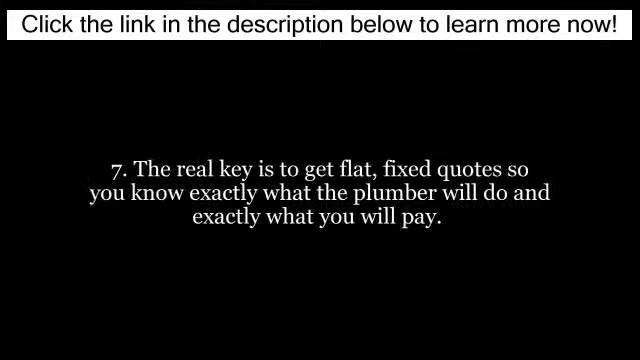 Click the link in the description below to learn more now!
7. The real key is to get flat, fixed quotes so
you know exactly what the plumber will do and
exactly what you will pay.